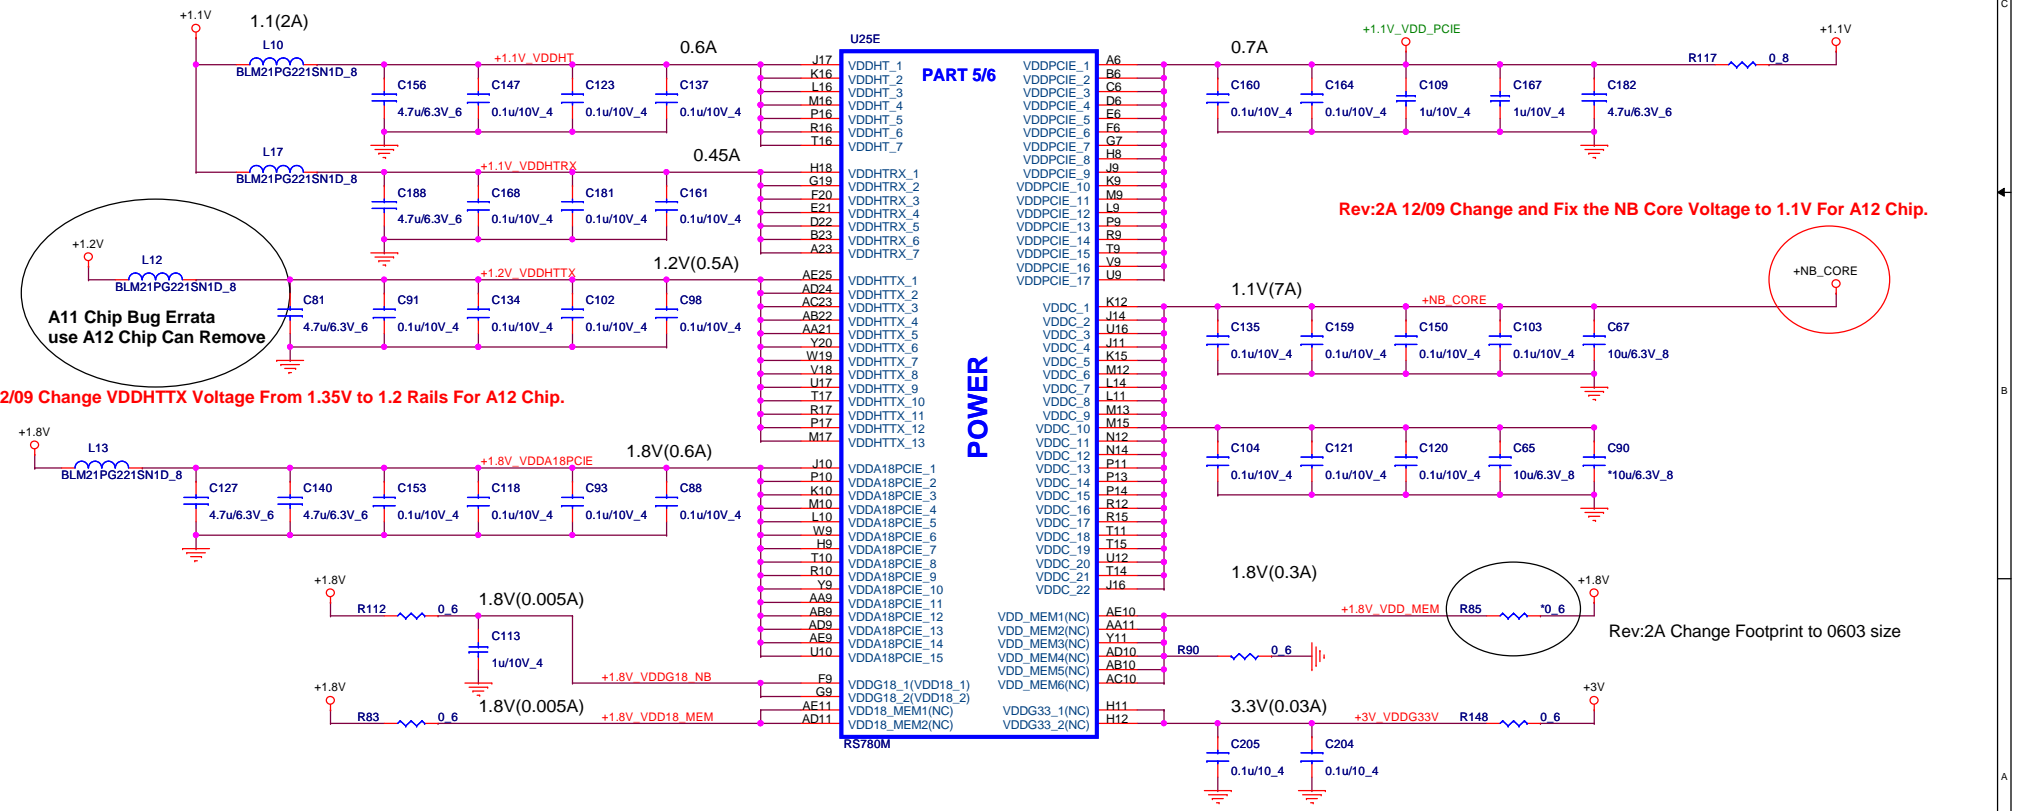 +1.1V
1.1(2A)
L10
BLM21PG221SN1D_8
+1.1V_VDDHT
0.6A
C156
4.7u/6.3V_6
C147
0.1u/10V_4
C123
0.1u/10V_4
C137
0.1u/10V_4
L17
BLM21PG221SN1D_8
+1.1V_VDDHTRX
0.45A
C188
4.7u/6.3V_6
C168
0.1u/10V_4
C181
0.1u/10V_4
C161
0.1u/10V_4
+1.2V
L12
BLM21PG221SN1D_8
+1.2V_VDDHTTX
1.2V(0.5A)
C81
4.7u/6.3V_6
C91
0.1u/10V_4
C134
0.1u/10V_4
C102
0.1u/10V_4
C98
0.1u/10V_4
A11 Chip Bug Errata
use A12 Chip Can Remove
2/09 Change VDDHTTX Voltage From 1.35V to 1.2 Rails For A12 Chip.
+1.8V
L13
BLM21PG221SN1D_8
+1.8V_VDDA18PCIE
1.8V(0.6A)
C127
4.7u/6.3V_6
C140
4.7u/6.3V_6
C153
0.1u/10V_4
C118
0.1u/10V_4
C93
0.1u/10V_4
C88
0.1u/10V_4
+1.8V
R112
0_6
1.8V(0.005A)
C113
1u/10V_4
+1.8V_VDDG18_NB
+1.8V
R83
0_6
1.8V(0.005A)
+1.8V_VDD18_MEM
U25E
PART 5/6
POWER
RS780M
J17 VDDHT_1
K16 VDDHT_2
L16 VDDHT_3
M16 VDDHT_4
P16 VDDHT_5
R16 VDDHT_6
T16 VDDHT_7
H18 VDDHTRX_1
G19 VDDHTRX_2
F20 VDDHTRX_3
E21 VDDHTRX_4
D22 VDDHTRX_5
B23 VDDHTRX_6
A23 VDDHTRX_7
AE25 VDDHTTX_1
AD24 VDDHTTX_2
AC23 VDDHTTX_3
AB22 VDDHTTX_4
AA21 VDDHTTX_5
Y20 VDDHTTX_6
W19 VDDHTTX_7
V18 VDDHTTX_8
U17 VDDHTTX_9
T17 VDDHTTX_10
R17 VDDHTTX_11
P17 VDDHTTX_12
M17 VDDHTTX_13
J10 VDDA18PCIE_1
P10 VDDA18PCIE_2
K10 VDDA18PCIE_3
M10 VDDA18PCIE_4
L10 VDDA18PCIE_5
W9 VDDA18PCIE_6
H9 VDDA18PCIE_7
T10 VDDA18PCIE_8
R10 VDDA18PCIE_9
Y9 VDDA18PCIE_10
AA9 VDDA18PCIE_11
AB9 VDDA18PCIE_12
AD9 VDDA18PCIE_13
AE9 VDDA18PCIE_14
U10 VDDA18PCIE_15
F9 VDDG18_1(VDD18_1)
G9 VDDG18_2(VDD18_2)
AE11 VDD18_MEM1(NC)
AD11 VDD18_MEM2(NC)
VDDPCIE_1 A6
VDDPCIE_2 B6
VDDPCIE_3 C6
VDDPCIE_4 D6
VDDPCIE_5 E6
VDDPCIE_6 F6
VDDPCIE_7 G7
VDDPCIE_8 H8
VDDPCIE_9 J9
VDDPCIE_10 K9
VDDPCIE_11 M9
VDDPCIE_12 L9
VDDPCIE_13 P9
VDDPCIE_14 R9
VDDPCIE_15 T9
VDDPCIE_16 V9
VDDPCIE_17 U9
VDDC_1 K12
VDDC_2 J14
VDDC_3 U16
VDDC_4 J11
VDDC_5 K15
VDDC_6 M12
VDDC_7 L14
VDDC_8 L11
VDDC_9 M13
VDDC_10 M15
VDDC_11 N12
VDDC_12 N14
VDDC_13 P11
VDDC_14 P13
VDDC_15 P14
VDDC_16 R12
VDDC_17 R15
VDDC_18 T11
VDDC_19 T15
VDDC_20 U12
VDDC_21 T14
VDDC_22 J16
VDD_MEM1(NC) AE10
VDD_MEM2(NC) AA11
VDD_MEM3(NC) Y11
VDD_MEM4(NC) AD10
VDD_MEM5(NC) AB10
VDD_MEM6(NC) AC10
VDDG33_1(NC) H11
VDDG33_2(NC) H12
0.7A
+1.1V_VDD_PCIE
R117
0_8
+1.1V
C160
0.1u/10V_4
C164
0.1u/10V_4
C109
1u/10V_4
C167
1u/10V_4
C182
4.7u/6.3V_6
Rev:2A 12/09 Change and Fix the NB Core Voltage to 1.1V For A12 Chip.
+NB_CORE
1.1V(7A)
+NB_CORE
C135
0.1u/10V_4
C159
0.1u/10V_4
C150
0.1u/10V_4
C103
0.1u/10V_4
C67
10u/6.3V_8
C104
0.1u/10V_4
C121
0.1u/10V_4
C120
0.1u/10V_4
C65
10u/6.3V_8
C90
*10u/6.3V_8
1.8V(0.3A)
+1.8V_VDD_MEM
R85
*0_6
+1.8V
Rev:2A Change Footprint to 0603 size
R90
0_6
3.3V(0.03A)
+3V_VDDG33V
R148
0_6
+3V
C205
0.1u/10_4
C204
0.1u/10_4
C
B
A